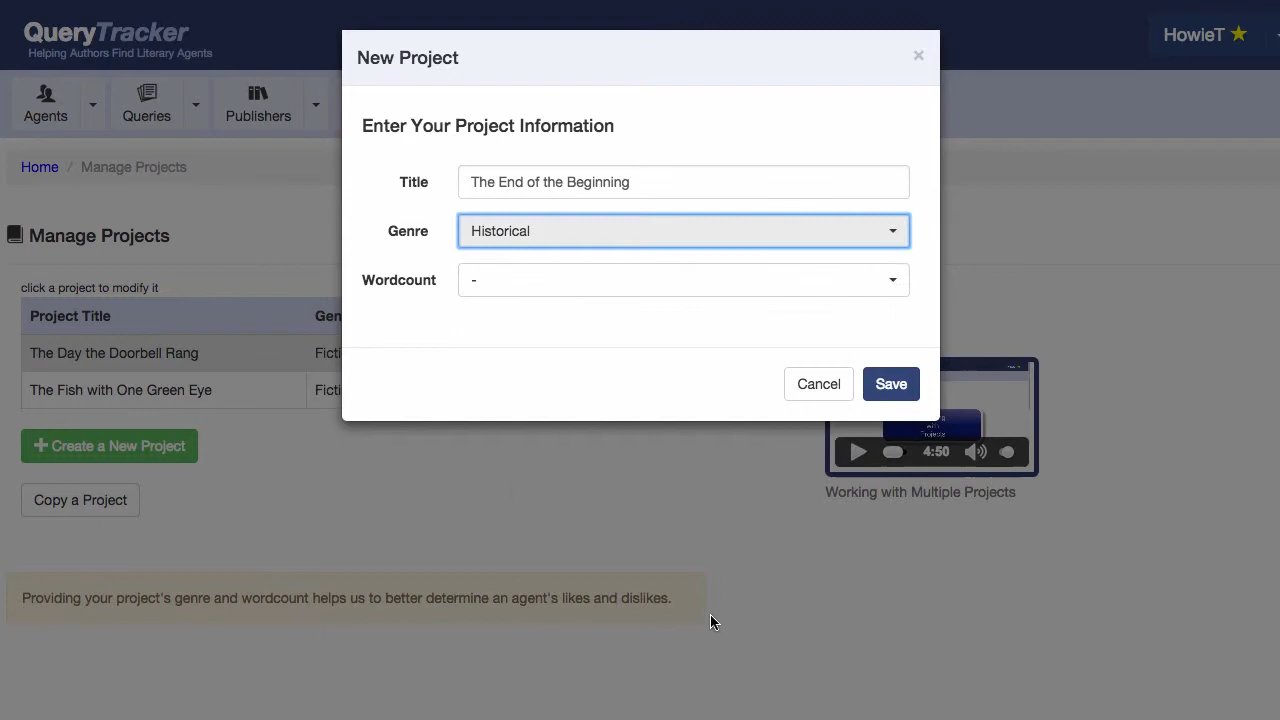 QueryTracker
Helping Authors Find Literary Agents
HowieT
Agents
Queries
Publishers
Home / Manage Projects
Manage Projects
click a project to modify it
Project Title Gen
The Day the Doorbell Rang Ficti
The Fish with One Green Eye Ficti
Create a New Project
Copy a Project
New Project ×
Enter Your Project Information
Title The End of the Beginning
Genre Historical
Wordcount -
Cancel Save
with
Projects
4:50
Working with Multiple Projects
Providing your project's genre and wordcount helps us to better determine an agent's likes and dislikes.